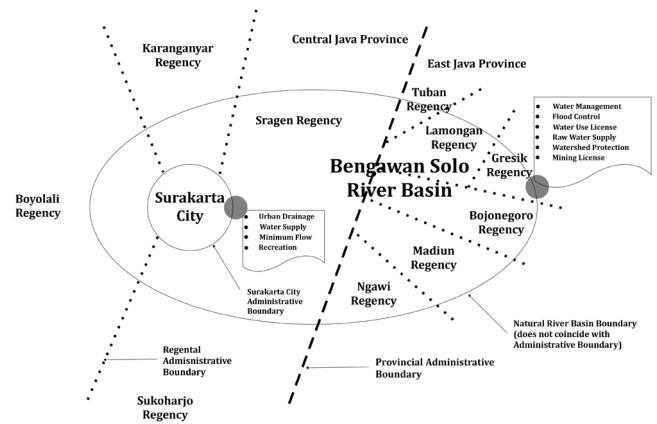 Karanganyar
Regency
Central Java Province
East Java Province
Tuban
Regency
Sragen Regency
Lamongan
Regency
Water Management
Flood Control
Water Use License
Raw Water Supply
Watershed Protection
Mining License
Gresik
Regency
Bengawan Solo
River Basin
Boyolali
Regency
Surakarta
City
Urban Drainage
Water Supply
Minimum Flow
Recreation
Bojonegoro
Regency
Madiun
Regency
Ngawi
Regency
Surakarta City
Administrative
Boundary
Natural River Basin Boundary
(does not coincide with
Administrative Boundary)
Regental
Admisnistrative
Boundary
Provincial Administrative
Boundary
Sukoharjo
Regency